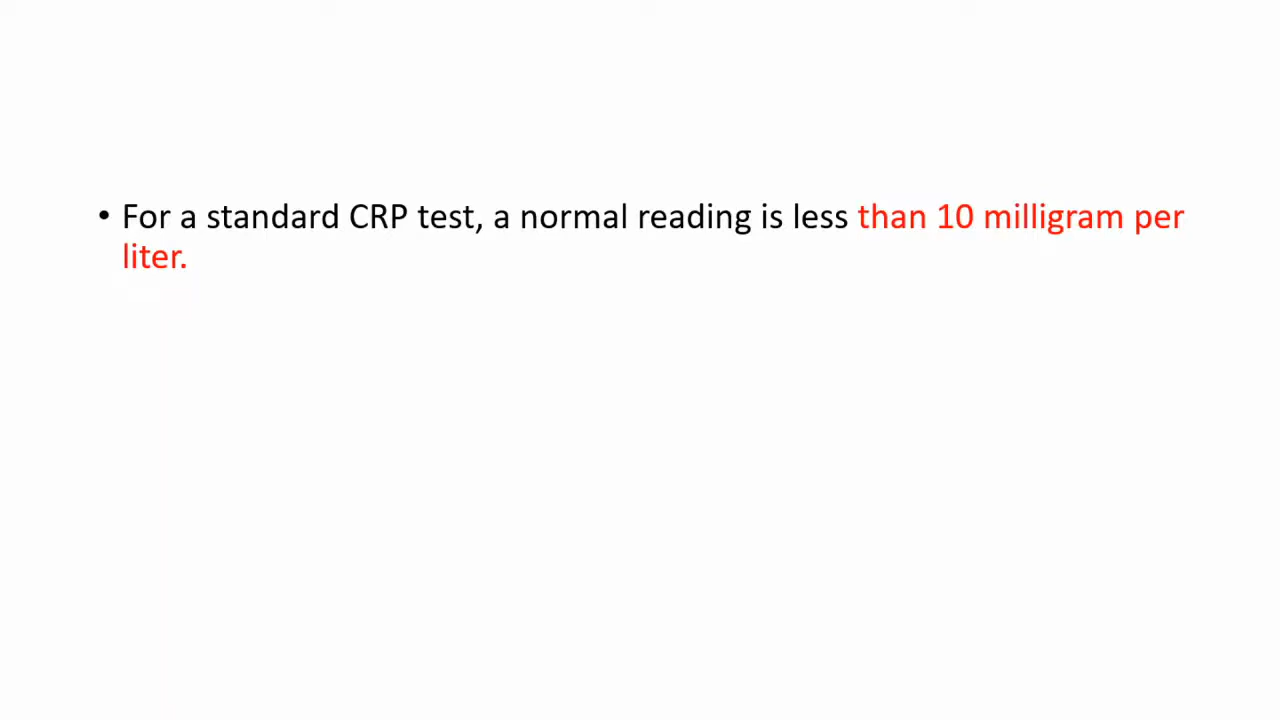 • For a standard CRP test, a normal reading is less than 10 milligram per
liter.